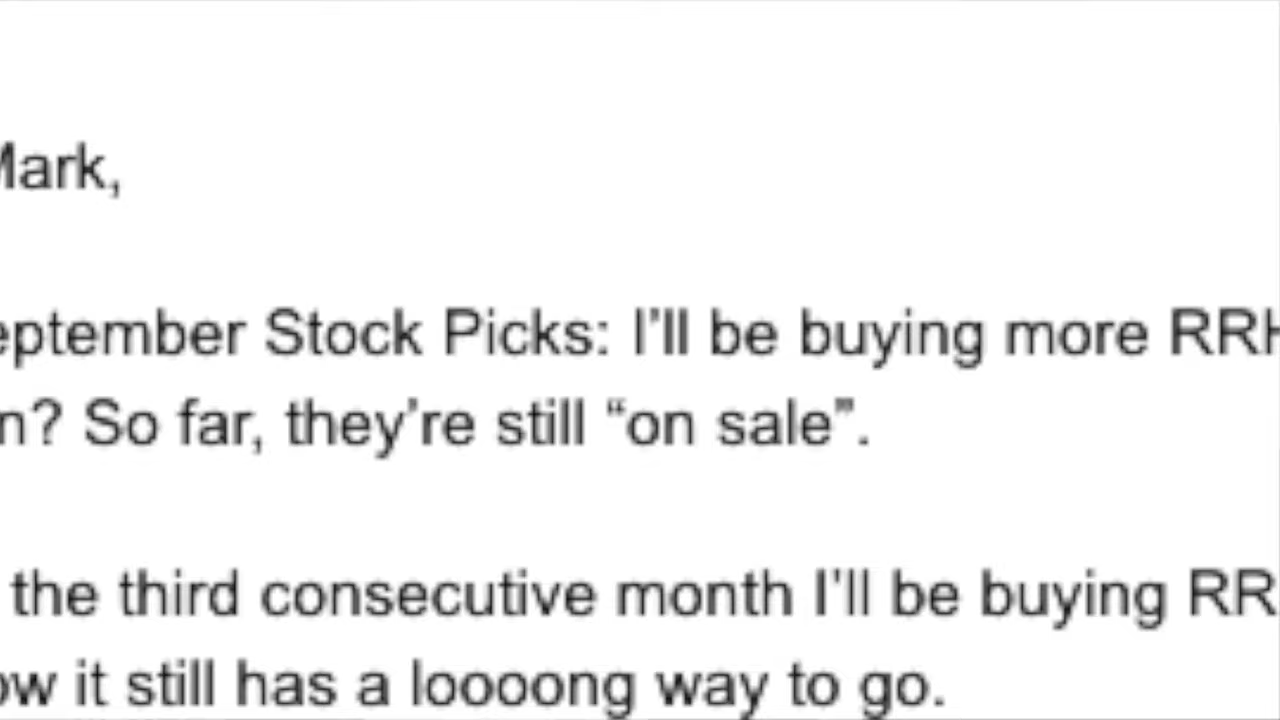 Mark,
eptember Stock Picks: I’ll be buying more RRH
n? So far, they’re still “on sale”.
the third consecutive month I’ll be buying RR
ow it still has a loooong way to go.